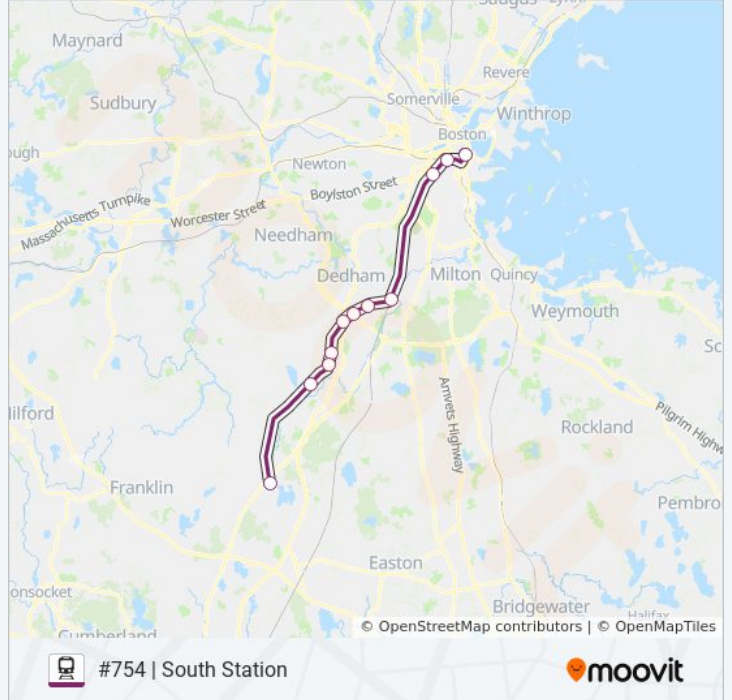 Saugus Lynn
Maynard
Revere
Sudbury
Somerville
Winthrop
Boston
ough
Newton
Boylston Street
Massachusetts Turnpike
Worcester Street
Needham
Dedham
Milton
Quincy
Weymouth
Sc
ilford
Amvets Highway
Pilgrim Highw
Rockland
Franklin
Pembro
Easton
onsocket
Bridgewater
Halifax
Cumberland
© OpenStreetMap contributors | © OpenMapTiles
#754 | South Station
moovit